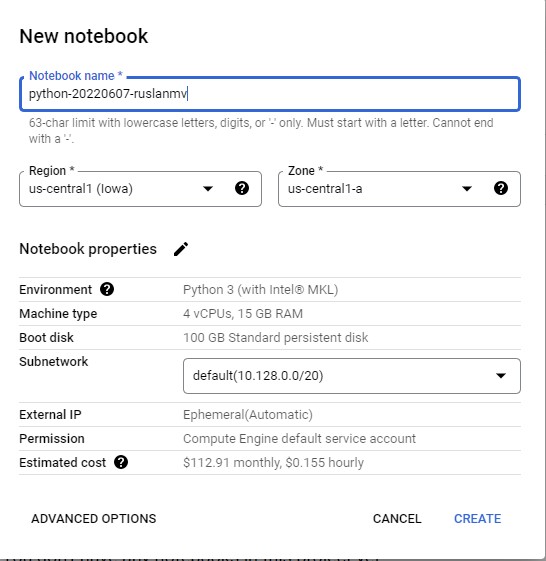 New notebook
Notebook name *
python-20220607-ruslanmv
63-char limit with lowercase letters, digits, or '-' only. Must start with a letter. Cannot end
with a '-'.
Region * Zone *
us-central1 (Iowa) ? us-central1-a ?
Notebook properties
Environment ? Python 3 (with Intel® MKL)
Machine type 4 vCPUs, 15 GB RAM
Boot disk 100 GB Standard persistent disk
Subnetwork default(10.128.0.0/20)
External IP Ephemeral(Automatic)
Permission Compute Engine default service account
Estimated cost ? $112.91 monthly, $0.155 hourly
ADVANCED OPTIONS CANCEL CREATE